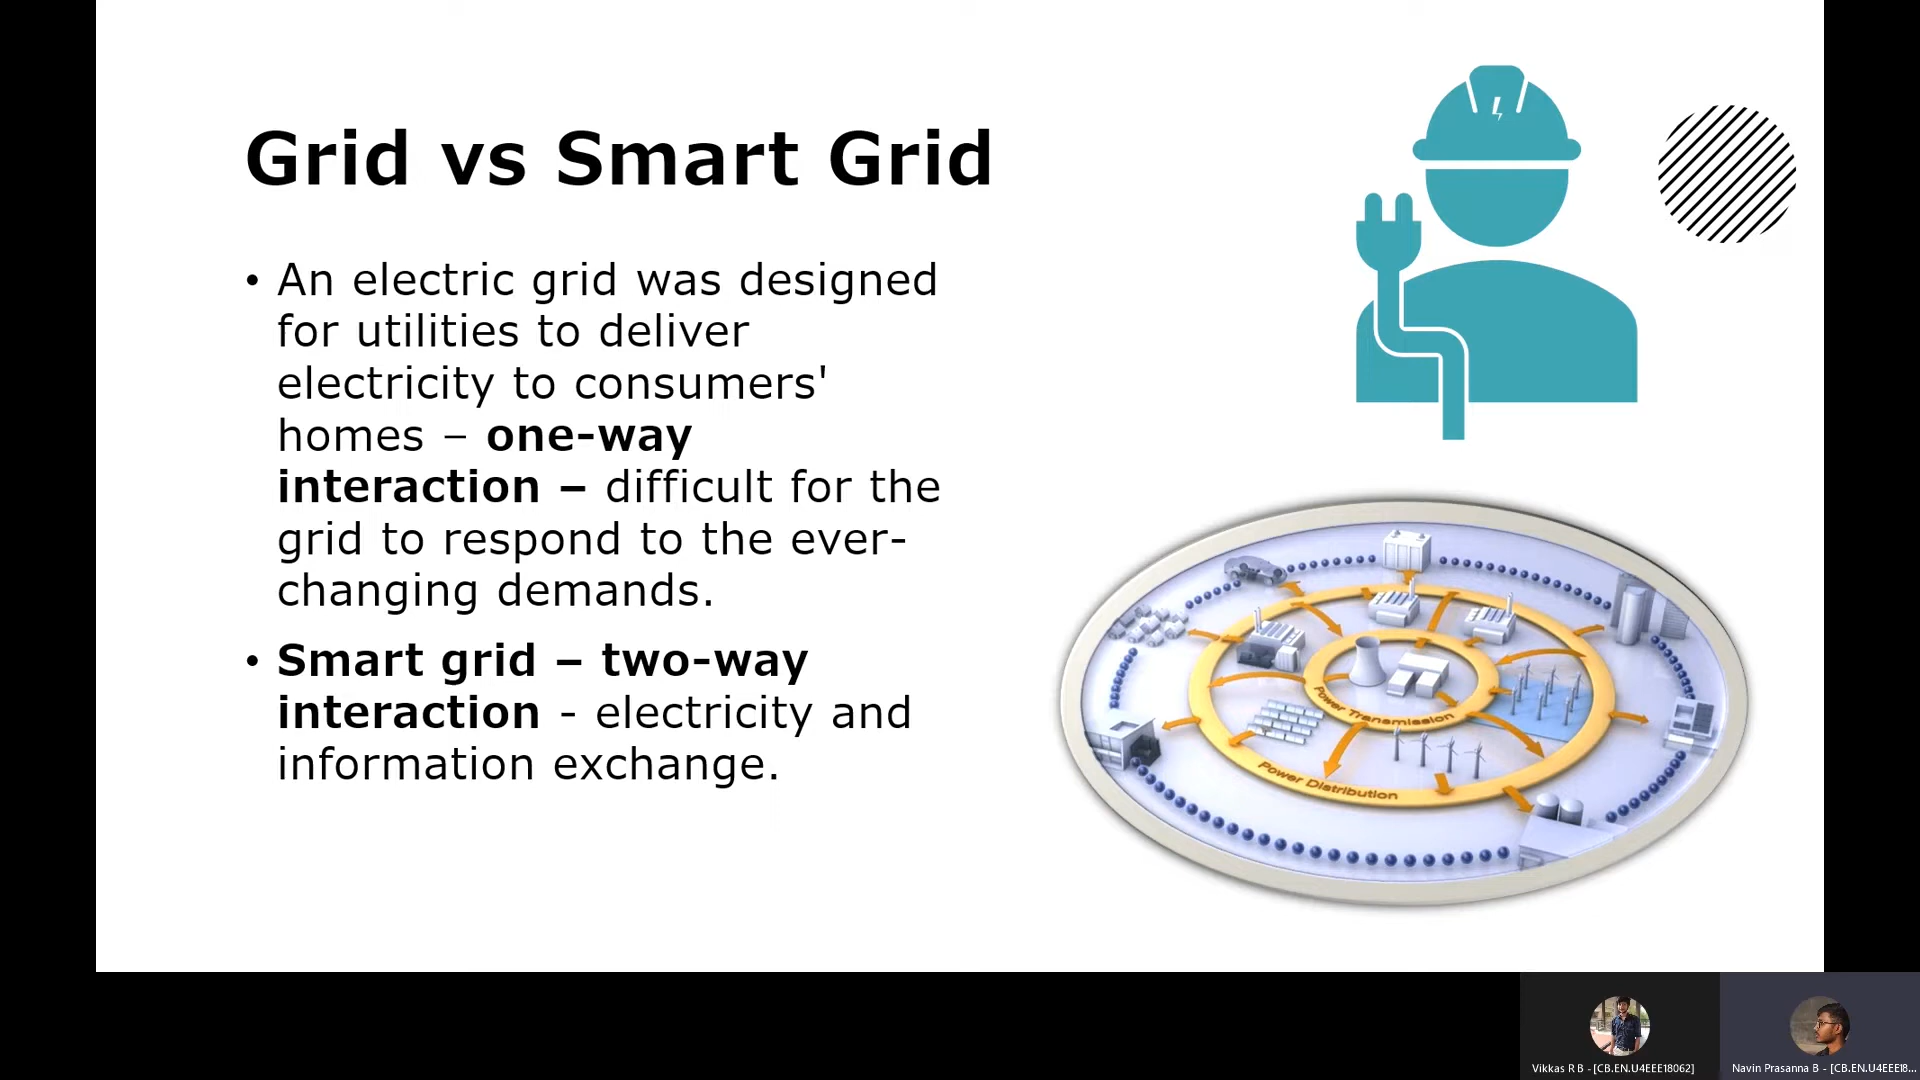 Grid vs Smart Grid
• An electric grid was designed
for utilities to deliver
electricity to consumers'
homes – one-way
interaction – difficult for the
grid to respond to the ever-
changing demands.
• Smart grid – two-way
interaction - electricity and
information exchange.
Power Transmission
Power Distribution
Vikkas R B - [CB.EN.U4EEE18062]
Navin Prasanna B - [CB.EN.U4EEE18...